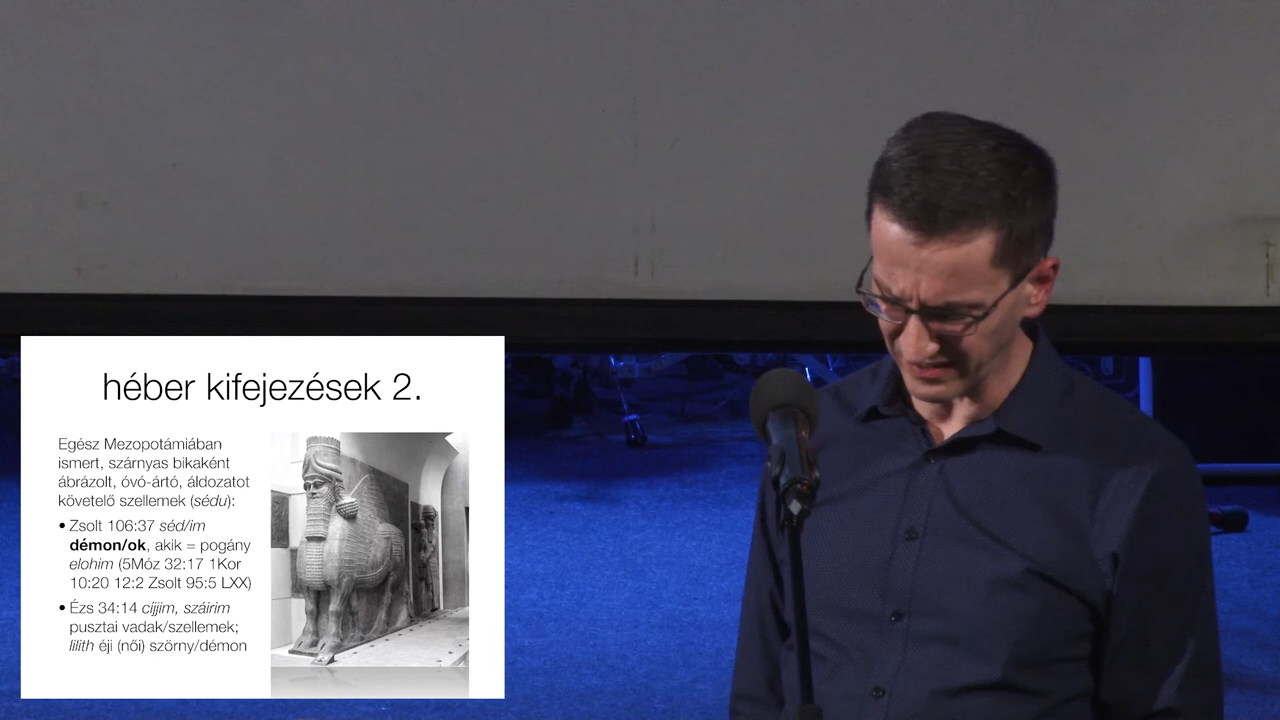 héber kifejezések 2.
Egész Mezopotámiában
ismert, szárnyas bikaként
ábrázolt, óvó-ártó, áldozatot
követelő szellemek (sédu):
• Zsolt 106:37 séd/im
démon/ok, akik = pogány
elohim (5Móz 32:17 1Kor
10:20 12:2 Zsolt 95:5 LXX)
• Ézs 34:14 cíjjim, száirim
pusztai vadak/szellemek;
lilith éji (női) szörny/démon